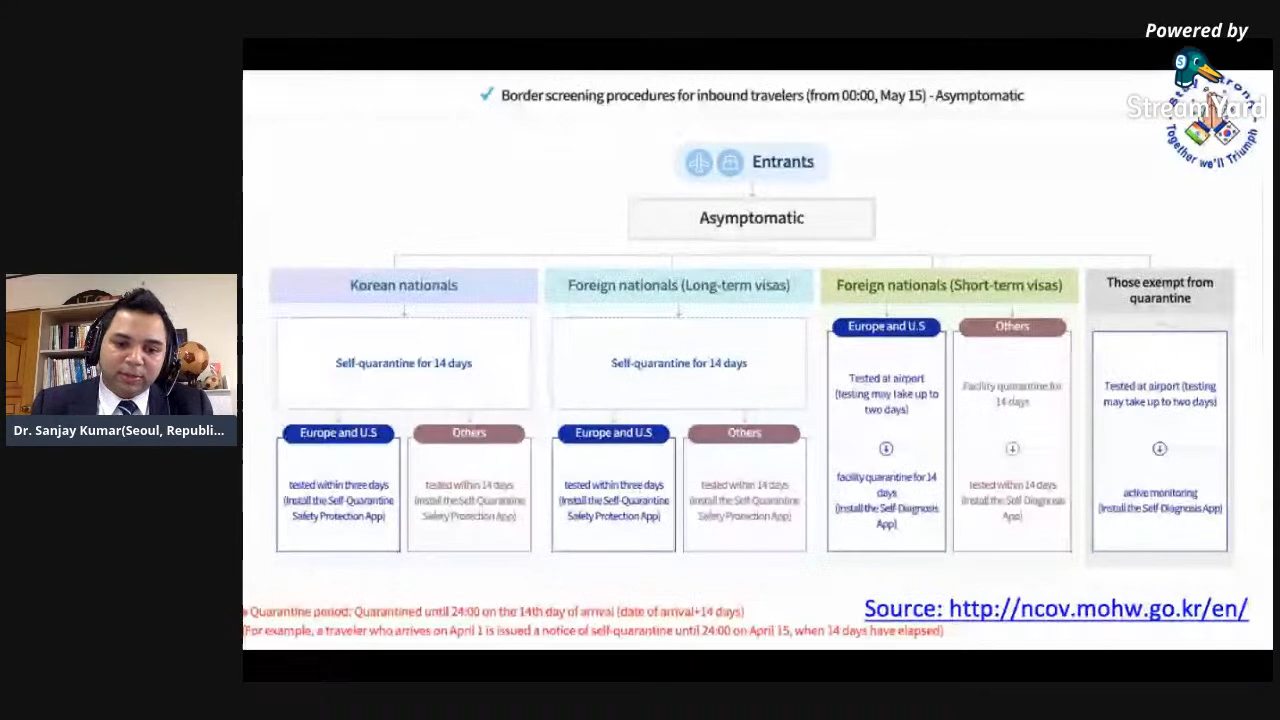 Powered by
StreamYard
Stay Strong
Together we'll Triumph
Border screening procedures for inbound travelers (from 00:00, May 15) - Asymptomatic
Entrants
Asymptomatic
Korean nationals
Self-quarantine for 14 days
Europe and U.S
tested within three days
(Install the Self-Quarantine
Safety Protection App)
Others
tested within 14 days
(Install the Self-Quarantine
Safety Protection App)
Foreign nationals (Long-term visas)
Self-quarantine for 14 days
Europe and U.S
tested within three days
(Install the Self-Quarantine
Safety Protection App)
Others
tested within 14 days
(Install the Self-Quarantine
Safety Protection App)
Foreign nationals (Short-term visas)
Europe and U.S
Tested at airport
(testing may take up to
two days)
facility quarantine for 14
days
(Install the Self-Diagnosis
App)
Others
Facility quarantine for
14 days
tested within 14 days
(Install the Self-Diagnosis
App)
Those exempt from
quarantine
Tested at airport (testing
may take up to two days)
active monitoring
(Install the Self-Diagnosis App)
Quarantine period: Quarantined until 24:00 on the 14th day of arrival (date of arrival+14 days)
(For example, a traveler who arrives on April 1 is issued a notice of self-quarantine until 24:00 on April 15, when 14 days have elapsed)
Source: http://ncov.mohw.go.kr/en/
Dr. Sanjay Kumar(Seoul, Republi...